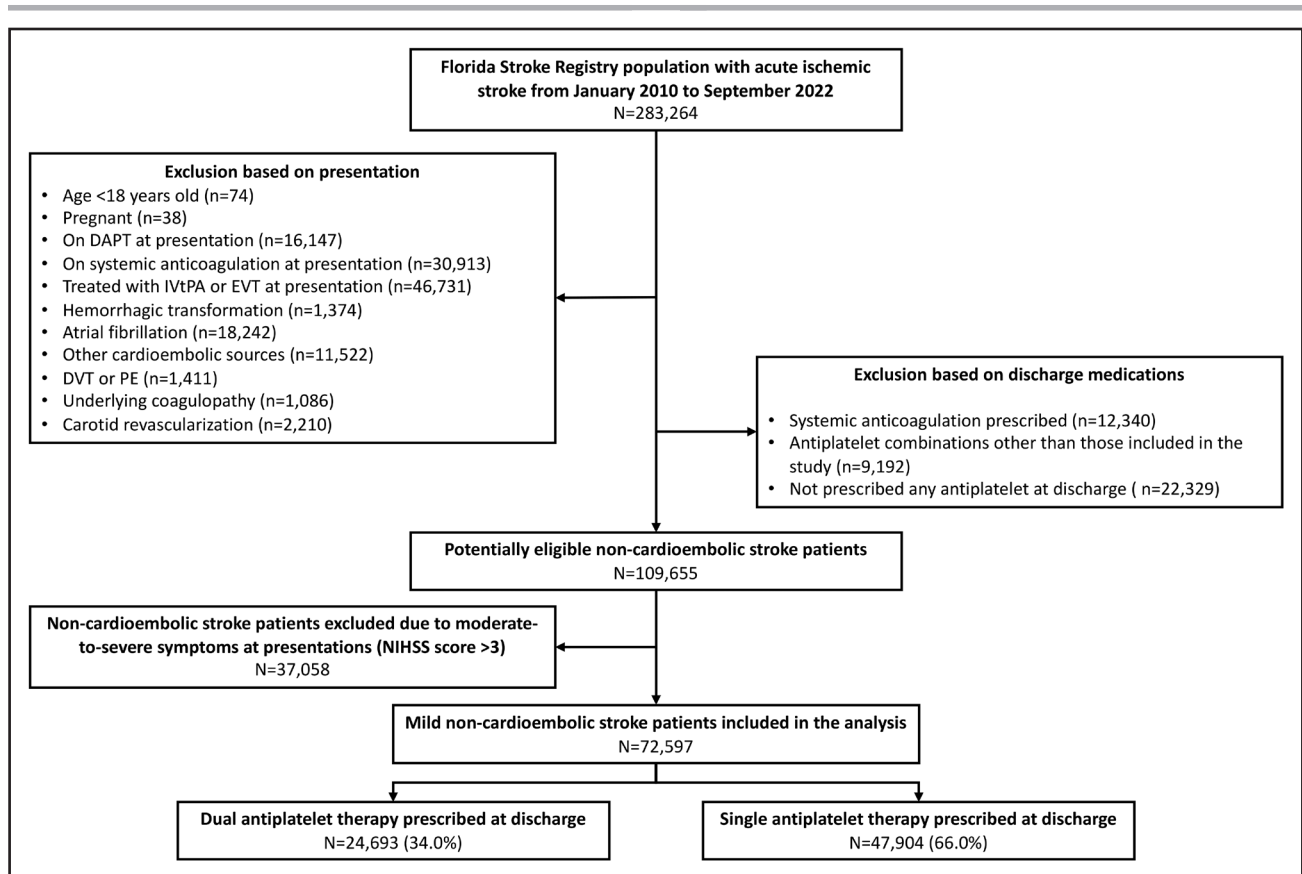 Florida Stroke Registry population with acute ischemic
stroke from January 2010 to September 2022
N=283,264
Exclusion based on presentation
• Age <18 years old (n=74)
• Pregnant (n=38)
• On DAPT at presentation (n=16,147)
• On systemic anticoagulation at presentation (n=30,913)
• Treated with IVtPA or EVT at presentation (n=46,731)
• Hemorrhagic transformation (n=1,374)
• Atrial fibrillation (n=18,242)
• Other cardioembolic sources (n=11,522)
• DVT or PE (n=1,411)
• Underlying coagulopathy (n=1,086)
• Carotid revascularization (n=2,210)
Exclusion based on discharge medications
• Systemic anticoagulation prescribed (n=12,340)
• Antiplatelet combinations other than those included in the
study (n=9,192)
• Not prescribed any antiplatelet at discharge ( n=22,329)
Potentially eligible non-cardioembolic stroke patients
N=109,655
Non-cardioembolic stroke patients excluded due to moderate-
to-severe symptoms at presentations (NIHSS score >3)
N=37,058
Mild non-cardioembolic stroke patients included in the analysis
N=72,597
Dual antiplatelet therapy prescribed at discharge
N=24,693 (34.0%)
Single antiplatelet therapy prescribed at discharge
N=47,904 (66.0%)